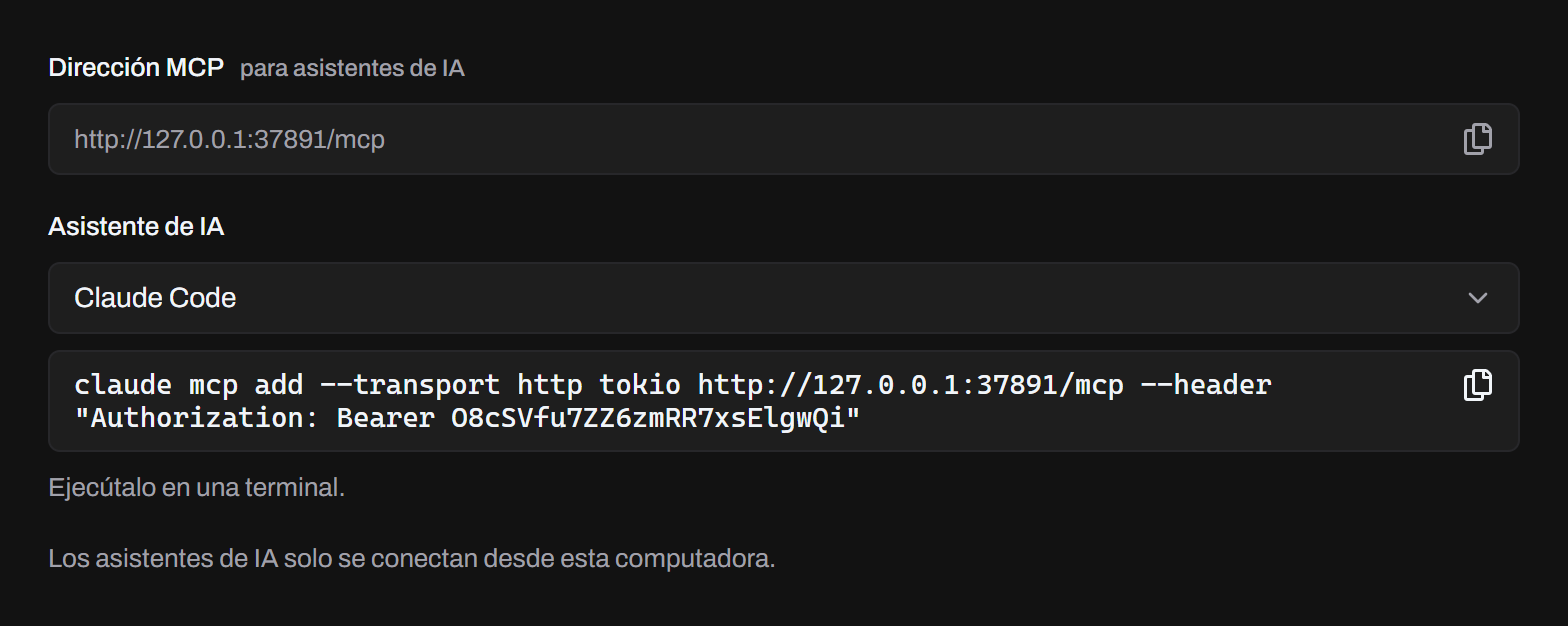 Dirección MCP para asistentes de IA
http://127.0.0.1:37891/mcp
Asistente de IA
Claude Code
claude mcp add --transport http tokio http://127.0.0.1:37891/mcp --header
"Authorization: Bearer O8cSVfu7ZZ6zmRR7xsElgwQi"
Ejecútalo en una terminal.
Los asistentes de IA solo se conectan desde esta computadora.